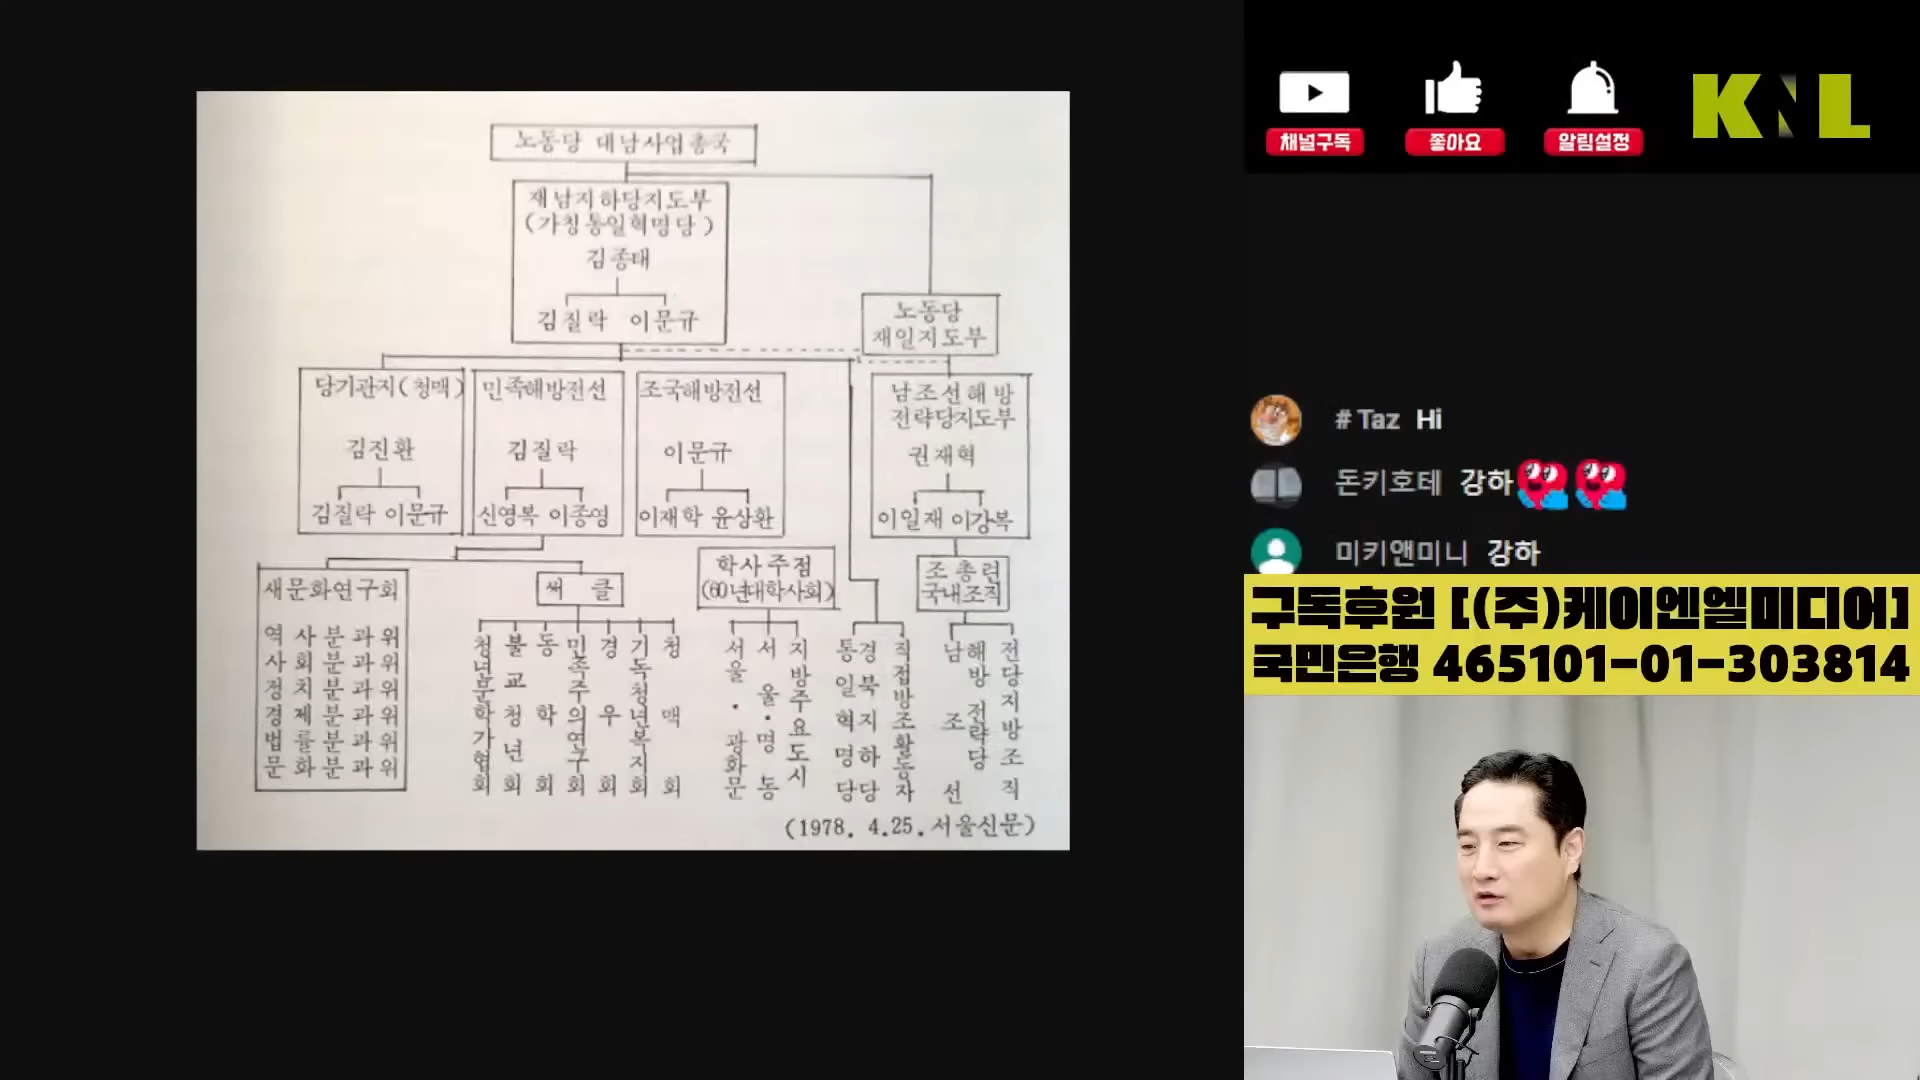 노동당 대남사업총국
재남지하당지도부
(가칭통일혁명당)
김종태
김질락 이문규
노동당
재일지도부
당기관지(청맥)
김진환
김질락 이문규
민족해방전선
김질락
신영복 이종영
조국해방전선
이문규
이재학 윤상환
남조선해방
전략당지도부
권재혁
이일재 이강복
새문화연구회
역사분과위
사회분과위
정치분과위
경제분과위
법률분과위
문화분과위
써클
청년문학가협회
불교청년회
동학회
민족주의연구회
경우회
기독청년복지회
청맥회
학사주점
(60년대학사회)
서울·광화문
서울·명동
지방주요도시
통일혁명당
경북지하당
직접방조활동자
조총련
국내조직
남조선
해방전략당
전당지방조직
(1978. 4.25. 서울신문)
채널구독
좋아요
알림설정
KNL
# Taz Hi
돈키호테 강하
미키앤미니 강하
구독후원 [(주)케이엔엘미디어]
국민은행 465101-01-303814